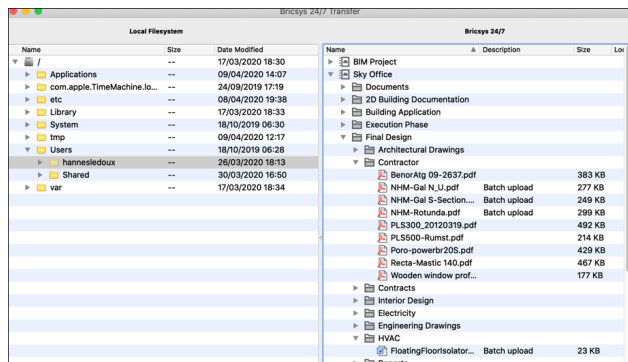 Bricsys 24/7 Transfer
Local Filesystem
Name Size Date Modified
/ -- 17/03/2020 18:30
Applications -- 09/04/2020 14:07
com.apple.TimeMachine.lo... -- 24/09/2019 17:19
etc -- 08/04/2020 19:38
Library -- 17/03/2020 18:33
System -- 18/10/2019 06:30
tmp -- 09/04/2020 12:17
Users -- 18/10/2019 06:28
hannesledoux -- 26/03/2020 18:13
Shared -- 30/03/2020 16:50
var -- 17/03/2020 18:34
Bricsys 24/7
Name Description Size Loc
BIM Project
Sky Office
Documents
2D Building Documentation
Building Application
Execution Phase
Final Design
Architectural Drawings
Contractor
BenorAtg 09-2637.pdf 383 KB
NHM-Gal N_U.pdf Batch upload 277 KB
NHM-Gal S-Section.... Batch upload 249 KB
NHM-Rotunda.pdf Batch upload 299 KB
PLS300_20120319.pdf 492 KB
PLS500-Rumst.pdf 214 KB
Poro-powerbr20S.pdf 429 KB
Recta-Mastic 140.pdf 467 KB
Wooden window prof... 177 KB
Contracts
Interior Design
Electricity
Engineering Drawings
HVAC
FloatingFloorIsolator... Batch upload 23 KB